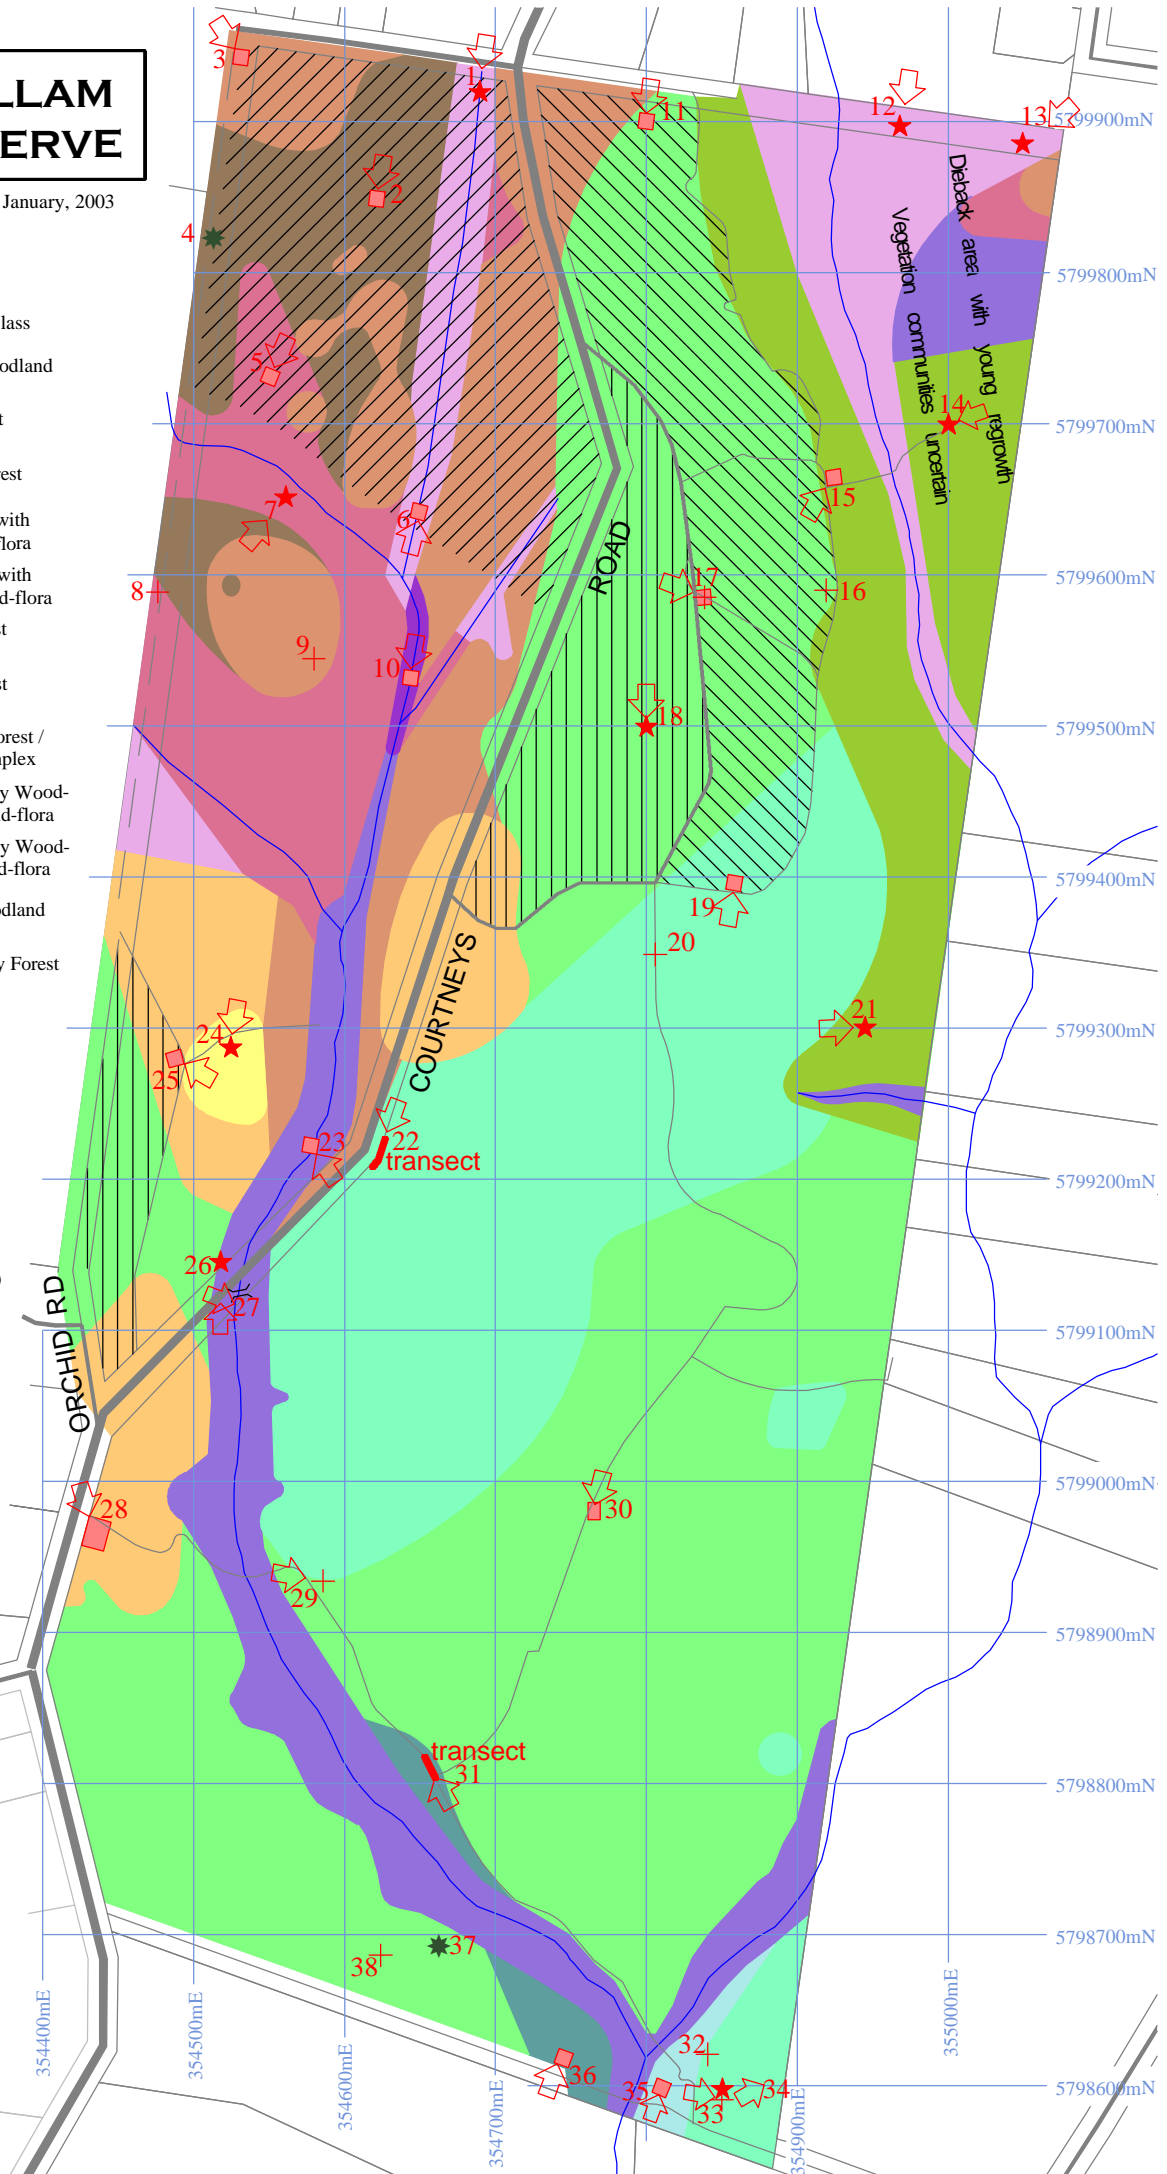 LLAM
ERVE
January, 2003
lass
odland
t
rest
with
flora
with
d-flora
st
st
orest /
nplex
y Wood-
d-flora
y Wood-
d-flora
odland
y Forest
3
1
11
12
13
5799900mN
2
4
Dieback area with young regrowth
Vegetation communities uncertain
5799800mN
5
14
5799700mN
7
6
15
ROAD
8
17
16
5799600mN
9
10
18
5799500mN
5799400mN
19
20
COURTNEYS
24
21
5799300mN
25
23
22
transect
5799200mN
26
27
ORCHID RD
5799100mN
28
30
5799000mN
29
5798900mN
transect
31
5798800mN
37
38
5798700mN
354400mE
354500mE
354600mE
354700mE
354900mE
355000mE
32
36
35
33
34
5798600mN